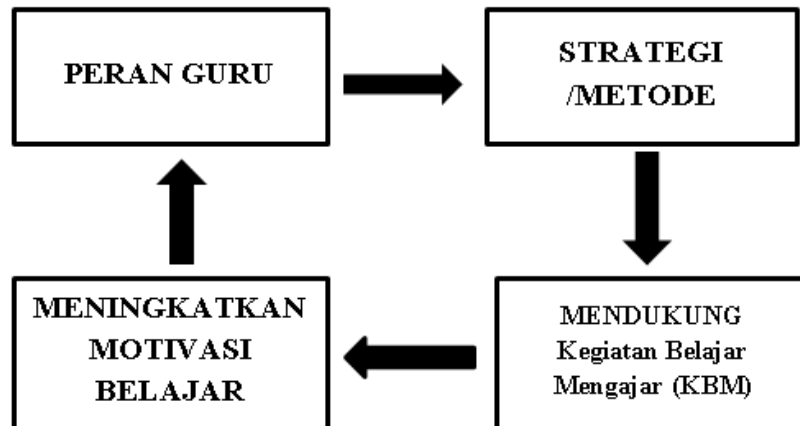 PERAN GURU
STRATEGI
/METODE
MENINGKATKAN
MOTIVASI
BELAJAR
MENDUKUNG
Kegiatan Belajar
Mengajar (KBM)